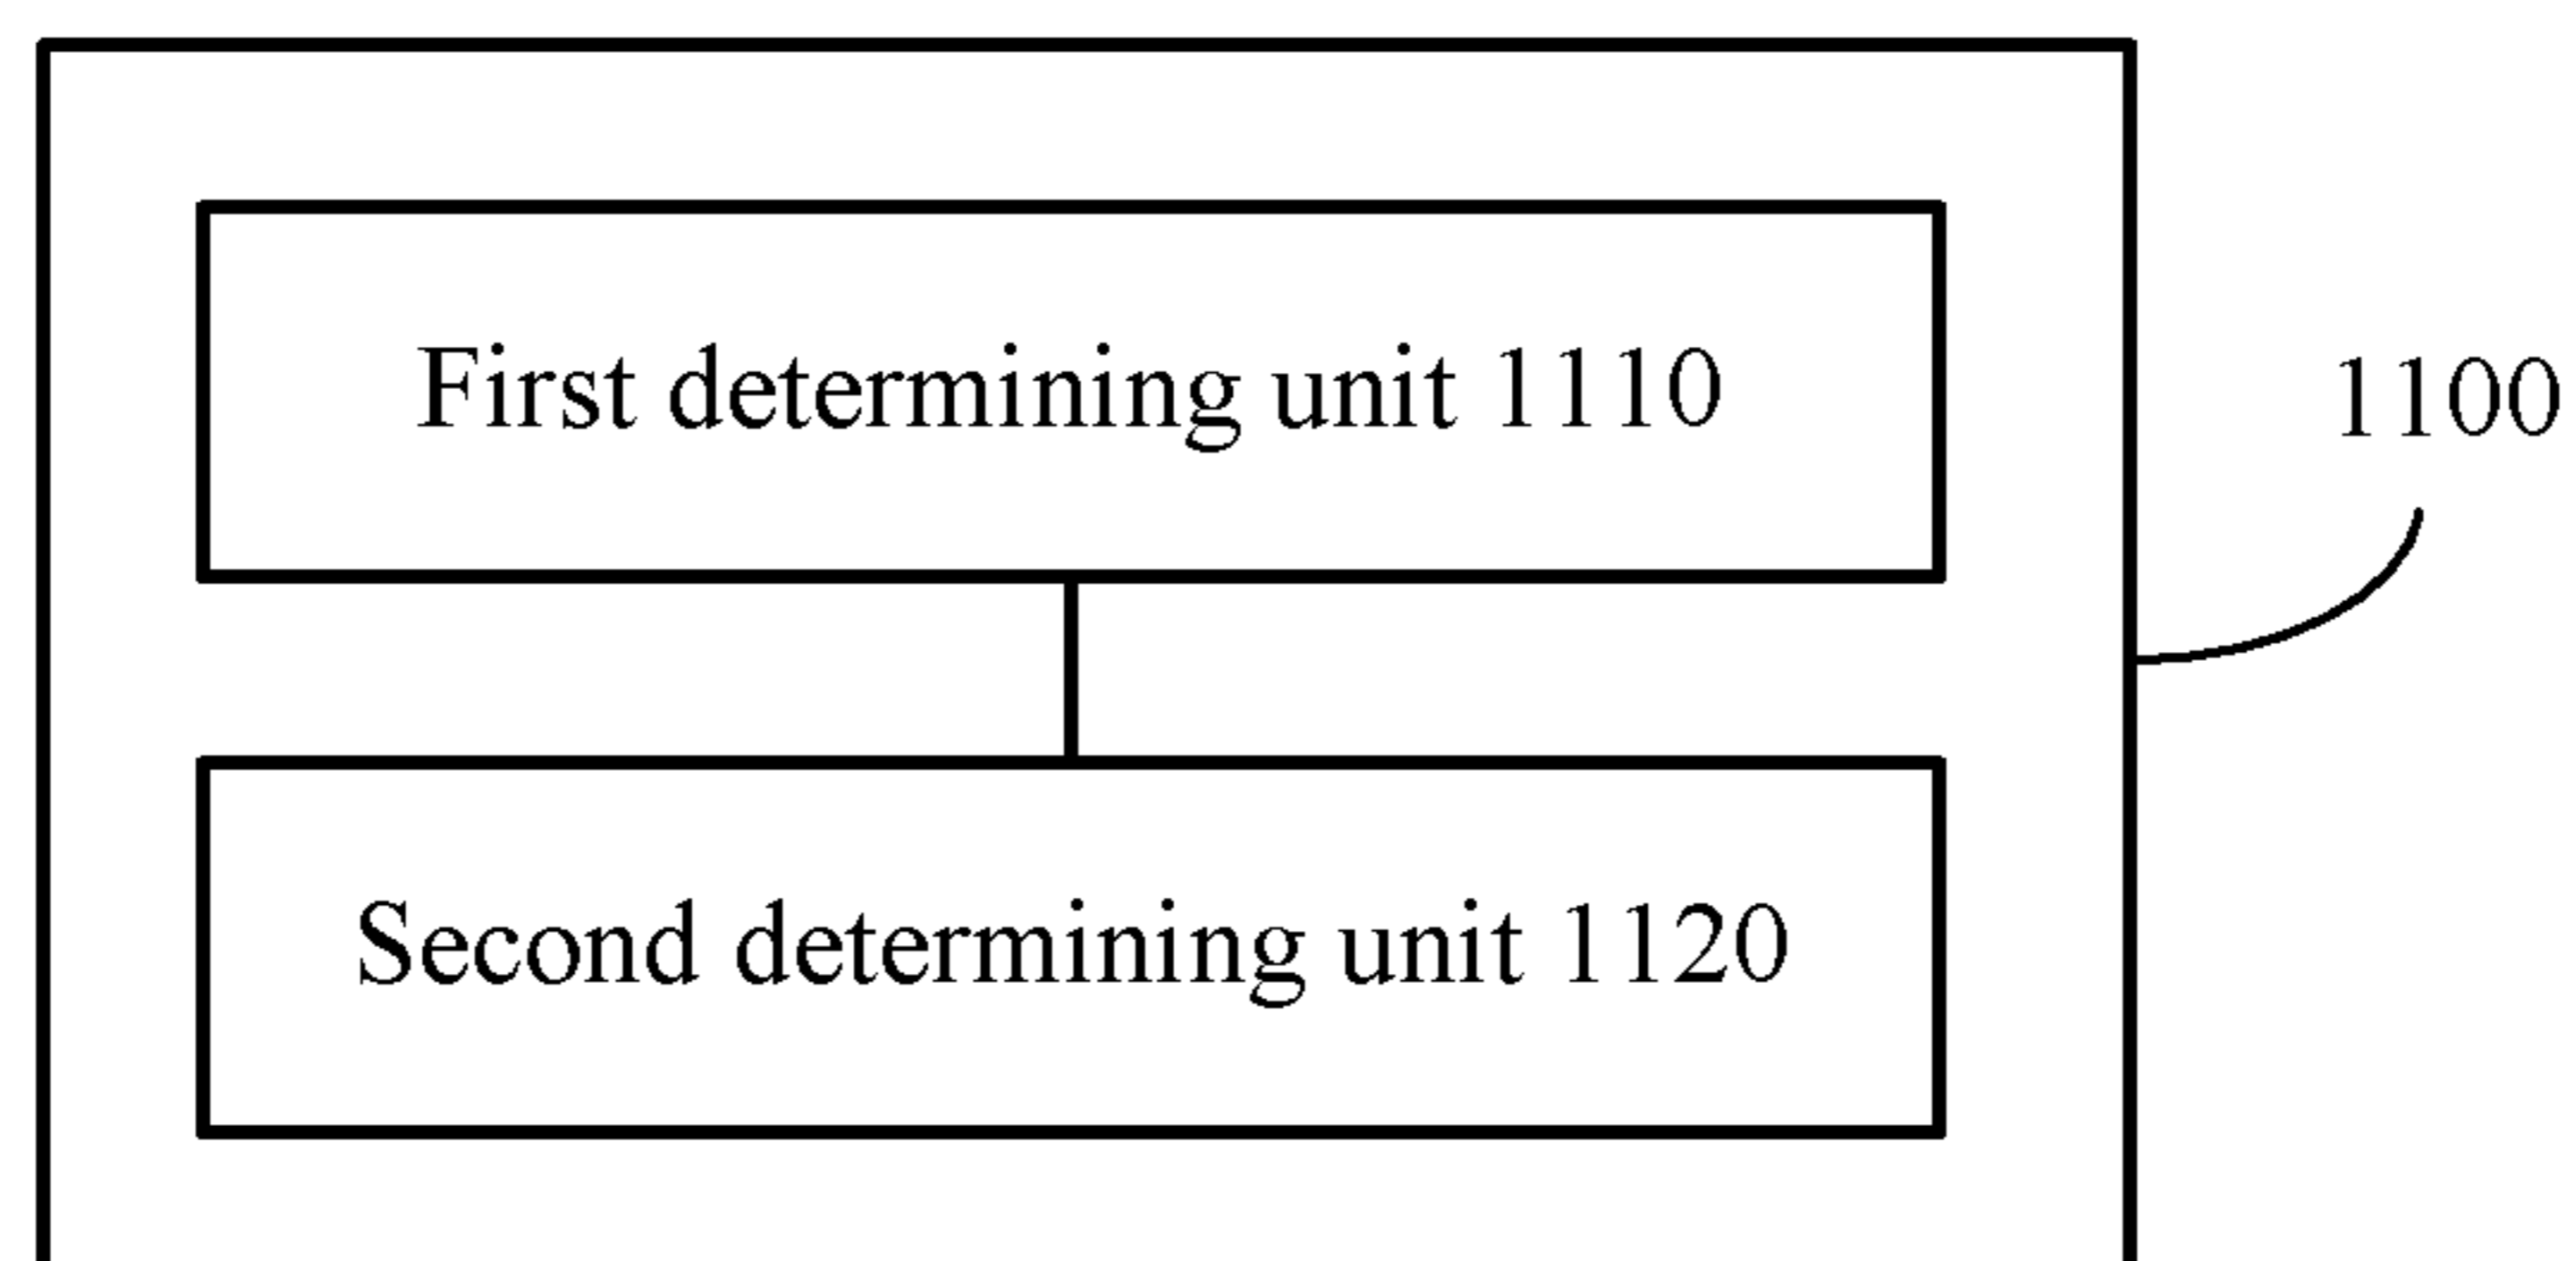 First determining unit 1110
1100
Second determining unit 1120